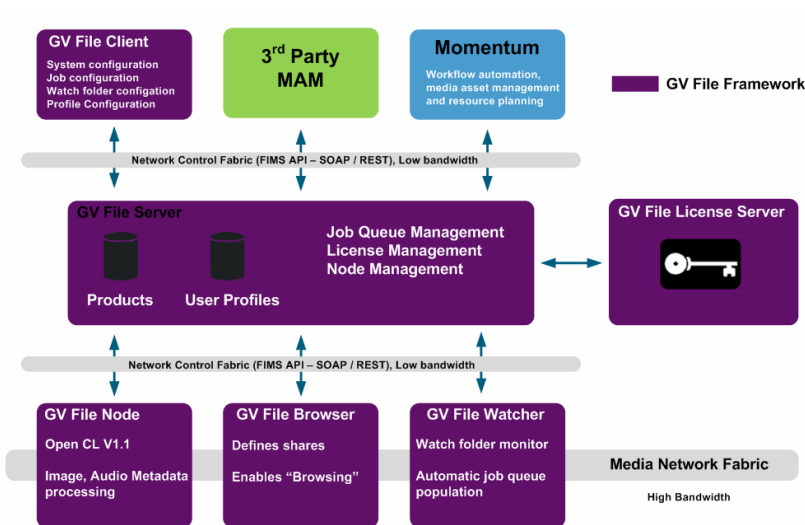 GV File Client
System configuration
Job configuration
Watch folder configation
Profile Configuration
3rd Party
MAM
Momentum
Workflow automation,
media asset management
and resource planning
GV File Framework
Network Control Fabric (FIMS API – SOAP / REST), Low bandwidth
GV File Server
Job Queue Management
License Management
Node Management
Products
User Profiles
GV File License Server
Network Control Fabric (FIMS API – SOAP / REST), Low bandwidth
GV File Node
Open CL V1.1
Image, Audio Metadata
processing
GV File Browser
Defines shares
Enables “Browsing”
GV File Watcher
Watch folder monitor
Automatic job queue
population
Media Network Fabric
High Bandwidth